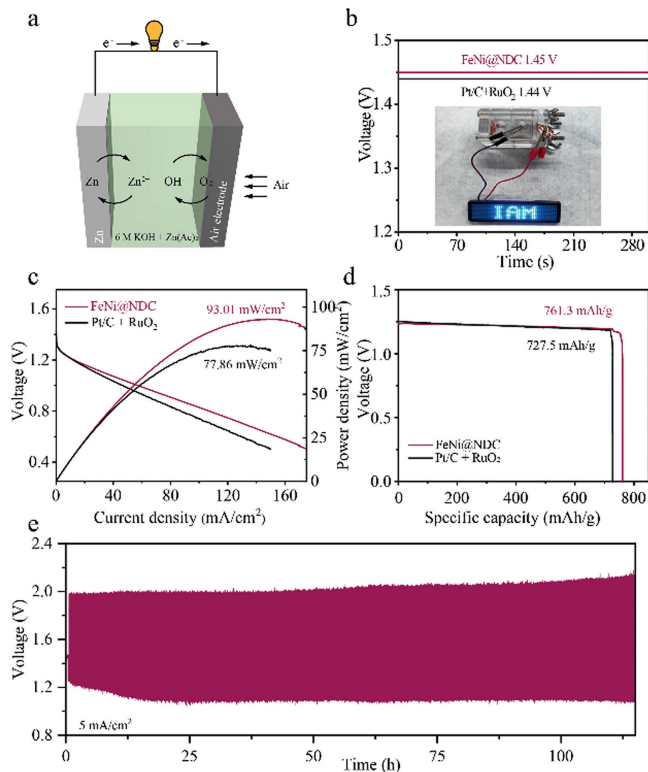 a
e⁻ e⁻
Zn Zn²⁺ OH⁻ O₂ Air
Zn
6 M KOH + Zn(Ac)₂
Air electrode
b
1.5
1.4
1.3
1.2
Voltage (V)
FeNi@NDC 1.45 V
Pt/C+RuO₂ 1.44 V
IAM
0 70 140 210 280
Time (s)
c
1.6
1.2
0.8
0.4
Voltage (V)
FeNi@NDC
Pt/C + RuO₂
93.01 mW/cm²
77.86 mW/cm²
100
75
50
25
0
Power density (mW/cm²)
0 40 80 120 160
Current density (mA/cm²)
d
1.5
1.0
0.5
0.0
Voltage (V)
761.3 mAh/g
727.5 mAh/g
FeNi@NDC
Pt/C + RuO₂
0 200 400 600 800
Specific capacity (mAh/g)
e
2.4
2.0
1.6
1.2
0.8
Voltage (V)
5 mA/cm²
0 25 50 75 100
Time (h)